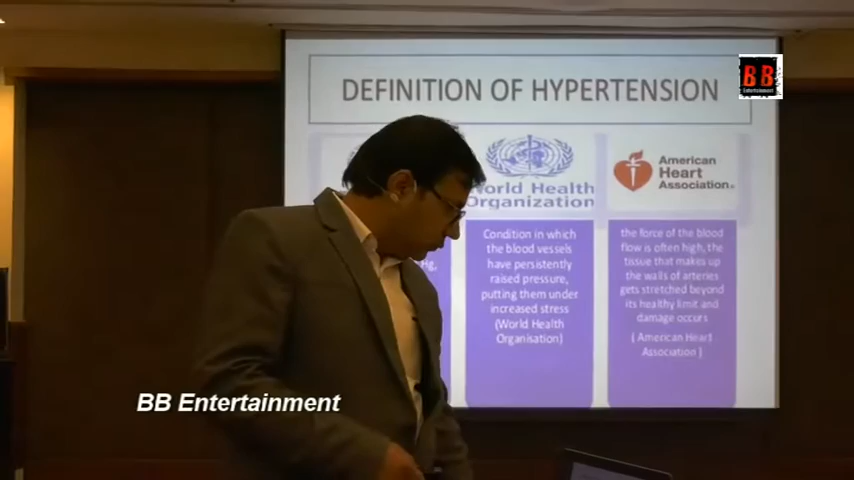 DEFINITION OF HYPERTENSION
BB
Entertainment
World Health
Organization
American
Heart
Association
Hg,
Condition in which
the blood vessels
have persistently
raised pressure,
putting them under
increased stress
(World Health
Organisation)
the force of the blood
flow is often high, the
tissue that makes up
the walls of arteries
gets stretched beyond
its healthy limit and
damage occurs
(American Heart
Association)
BB Entertainment